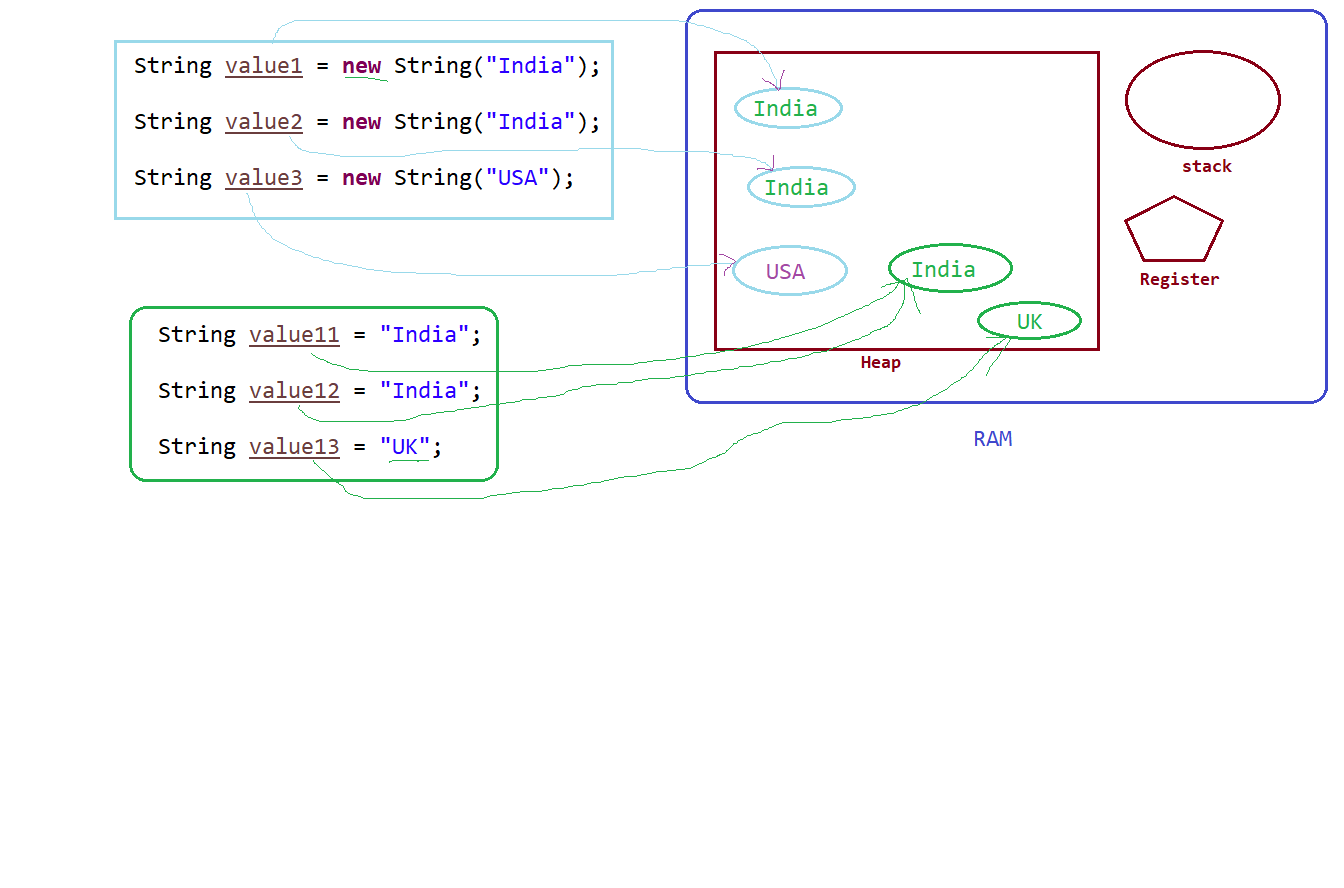 String value1 = new String("India");
String value2 = new String("India");
String value3 = new String("USA");
String value11 = "India";
String value12 = "India";
String value13 = "UK";
India
India
USA
India
UK
Heap
stack
Register
RAM